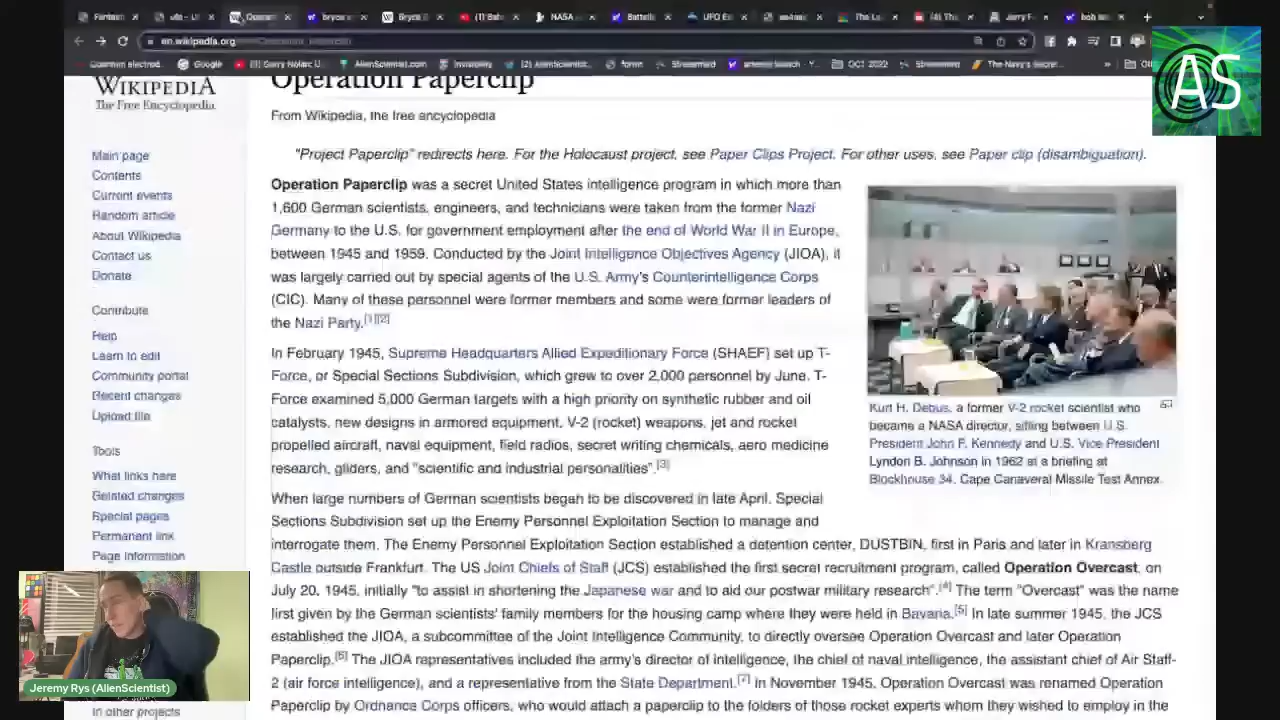 Operation Paperclip
WIKIPEDIA
The Free Encyclopedia
From Wikipedia, the free encyclopedia
"Project Paperclip" redirects here. For the Holocaust project, see Paper Clips Project. For other uses, see Paper clip (disambiguation).
Main page
Contents
Current events
Random article
About Wikipedia
Contact us
Donate
Contribute
Help
Learn to edit
Community portal
Recent changes
Upload file
Tools
What links here
Related changes
Special pages
Permanent link
Page information
In other projects
Operation Paperclip was a secret United States intelligence program in which more than
1,600 German scientists, engineers, and technicians were taken from the former Nazi
Germany to the U.S. for government employment after the end of World War II in Europe,
between 1945 and 1959. Conducted by the Joint Intelligence Objectives Agency (JIOA), it
was largely carried out by special agents of the U.S. Army's Counterintelligence Corps
(CIC). Many of these personnel were former members and some were former leaders of
the Nazi Party.[1][2]
In February 1945, Supreme Headquarters Allied Expeditionary Force (SHAEF) set up T-
Force, or Special Sections Subdivision, which grew to over 2,000 personnel by June. T-
Force examined 5,000 German targets with a high priority on synthetic rubber and oil
catalysts, new designs in armored equipment, V-2 (rocket) weapons, jet and rocket
propelled aircraft, naval equipment, field radios, secret writing chemicals, aero medicine
research, gliders, and "scientific and industrial personalities".[3]
Kurt H. Debus, a former V-2 rocket scientist who
became a NASA director, sitting between U.S.
President John F. Kennedy and U.S. Vice President
Lyndon B. Johnson in 1962 at a briefing at
Blockhouse 34, Cape Canaveral Missile Test Annex.
When large numbers of German scientists began to be discovered in late April, Special
Sections Subdivision set up the Enemy Personnel Exploitation Section to manage and
interrogate them. The Enemy Personnel Exploitation Section established a detention center, DUSTBIN, first in Paris and later in Kransberg
Castle outside Frankfurt. The US Joint Chiefs of Staff (JCS) established the first secret recruitment program, called Operation Overcast, on
July 20, 1945, initially "to assist in shortening the Japanese war and to aid our postwar military research".[4] The term "Overcast" was the name
first given by the German scientists' family members for the housing camp where they were held in Bavaria.[5] In late summer 1945, the JCS
established the JIOA, a subcommittee of the Joint Intelligence Community, to directly oversee Operation Overcast and later Operation
Paperclip.[6] The JIOA representatives included the army's director of intelligence, the chief of naval intelligence, the assistant chief of Air Staff-
2 (air force intelligence), and a representative from the State Department.[7] In November 1945, Operation Overcast was renamed Operation
Paperclip by Ordnance Corps officers, who would attach a paperclip to the folders of those rocket experts whom they wished to employ in the
AS
Jeremy Rys (AlienScientist)
en.wikipedia.org
Google
AlienScientist.com
Invisibility
OCT 2022
Streamed
NASA